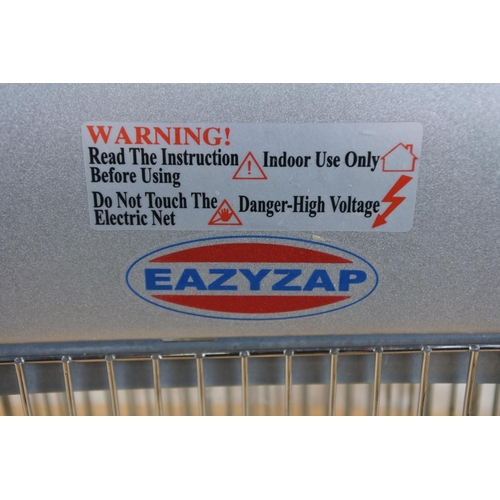 WARNING!
Read The Instruction
Before Using
Indoor Use Only
Do Not Touch The
Electric Net
Danger-High Voltage
EAZYZAP